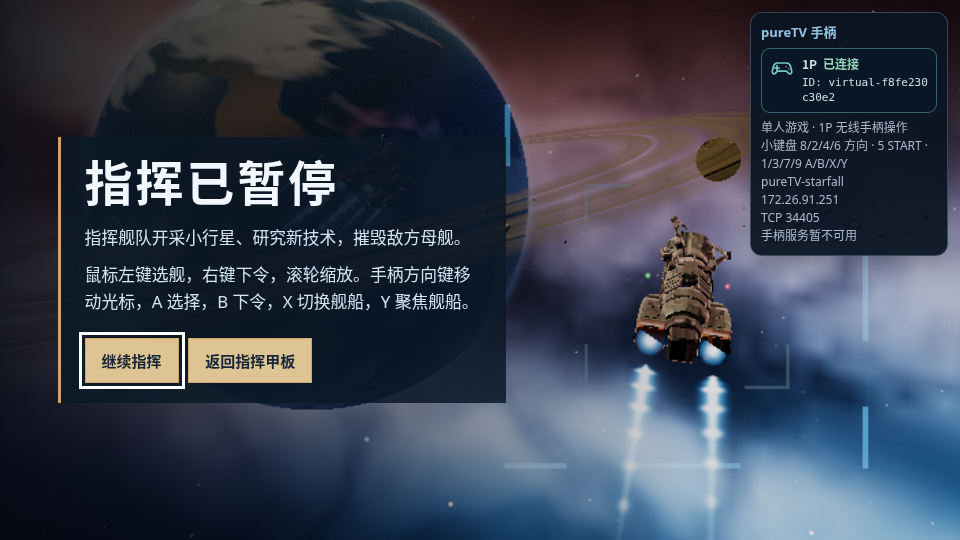 指挥已暂停
指挥舰队开采小行星、研究新技术，摧毁敌方母舰。
鼠标左键选舰，右键下令，滚轮缩放。手柄方向键移
动光标，A 选择，B 下令，X 切换舰船，Y 聚焦舰船。
继续指挥
返回指挥甲板
pureTV 手柄
1P 已连接
ID: virtual-f8fe230
c30e2
单人游戏 · 1P 无线手柄操作
小键盘 8/2/4/6 方向 · 5 START ·
1/3/7/9 A/B/X/Y
pureTV-starfall
172.26.91.251
TCP 34405
手柄服务暂不可用